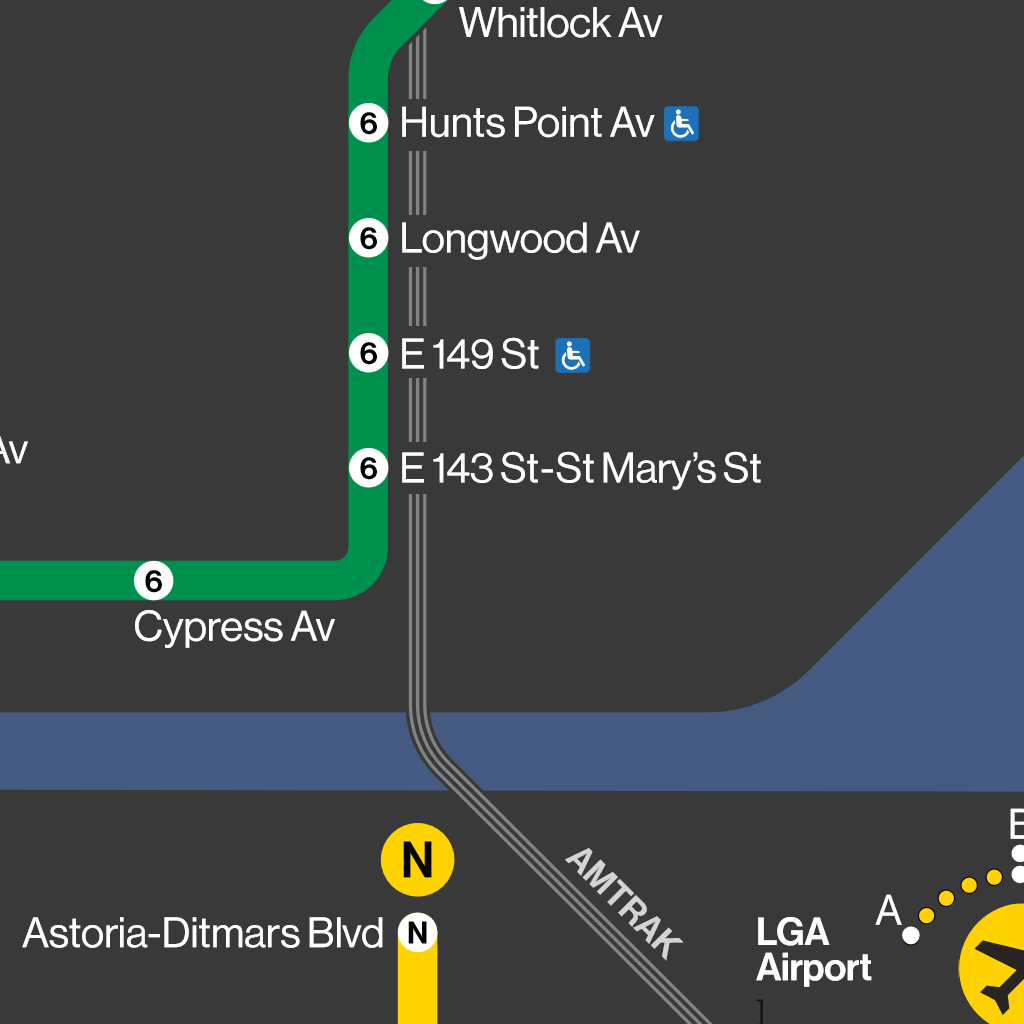 Whitlock Av
6 Hunts Point Av
6 Longwood Av
6 E 149 St
Av
6 E 143 St-St Mary’s St
6
Cypress Av
N
AMTRAK
A
Astoria-Ditmars Blvd N
LGA
Airport